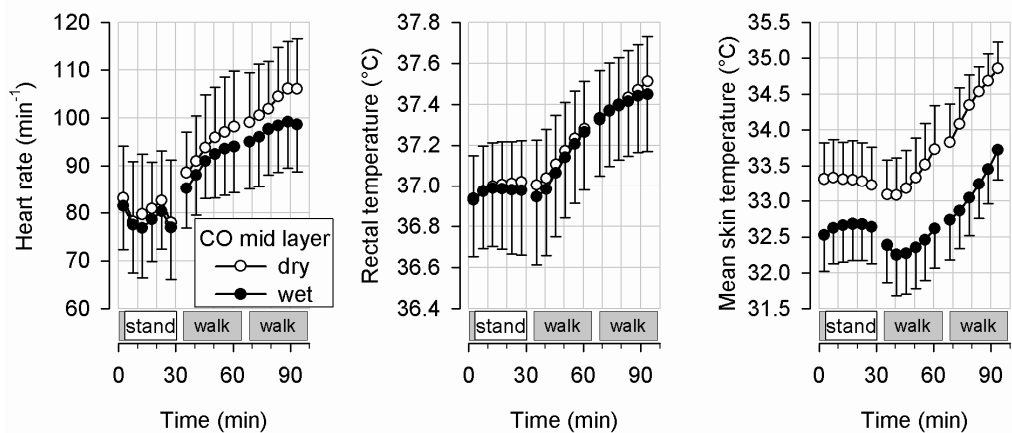 Heart rate (min⁻¹)
120
110
100
90
80
70
60
CO mid layer
dry
wet
stand
walk
walk
0
30
60
90
Time (min)
Rectal temperature (°C)
37.8
37.6
37.4
37.2
37.0
36.8
36.6
36.4
stand
walk
walk
0
30
60
90
Time (min)
Mean skin temperature (°C)
35.5
35.0
34.5
34.0
33.5
33.0
32.5
32.0
31.5
stand
walk
walk
0
30
60
90
Time (min)